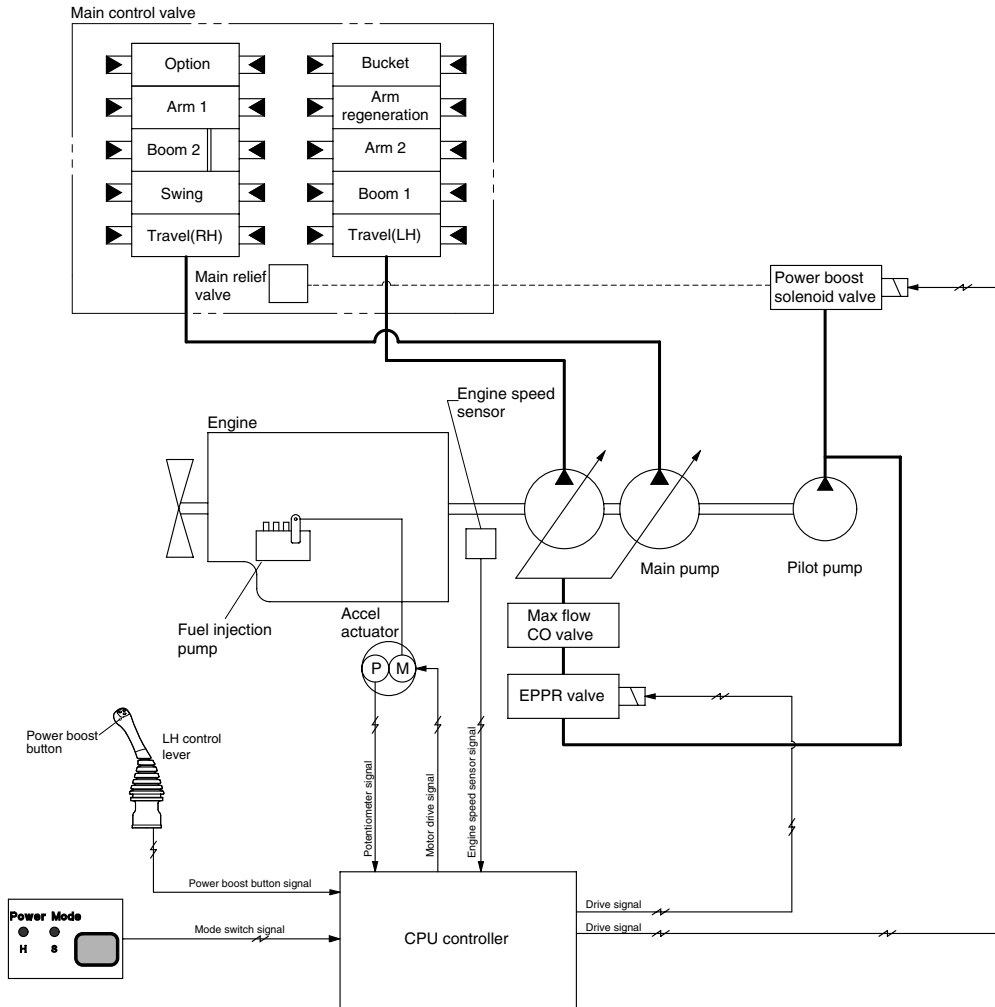 Main control valve
Option
Bucket
Arm 1
Arm
regeneration
Boom 2
Arm 2
Swing
Boom 1
Travel(RH)
Travel(LH)
Main relief
valve
Power boost
solenoid valve
Engine speed
sensor
Engine
Main pump
Pilot pump
Fuel injection
pump
Accel
actuator
Max flow
CO valve
P
M
EPPR valve
Power boost
button
LH control
lever
Potentiometer signal
Motor drive signal
Engine speed sensor signal
Power boost button signal
Power Mode
H
S
Mode switch signal
CPU controller
Drive signal
Drive signal